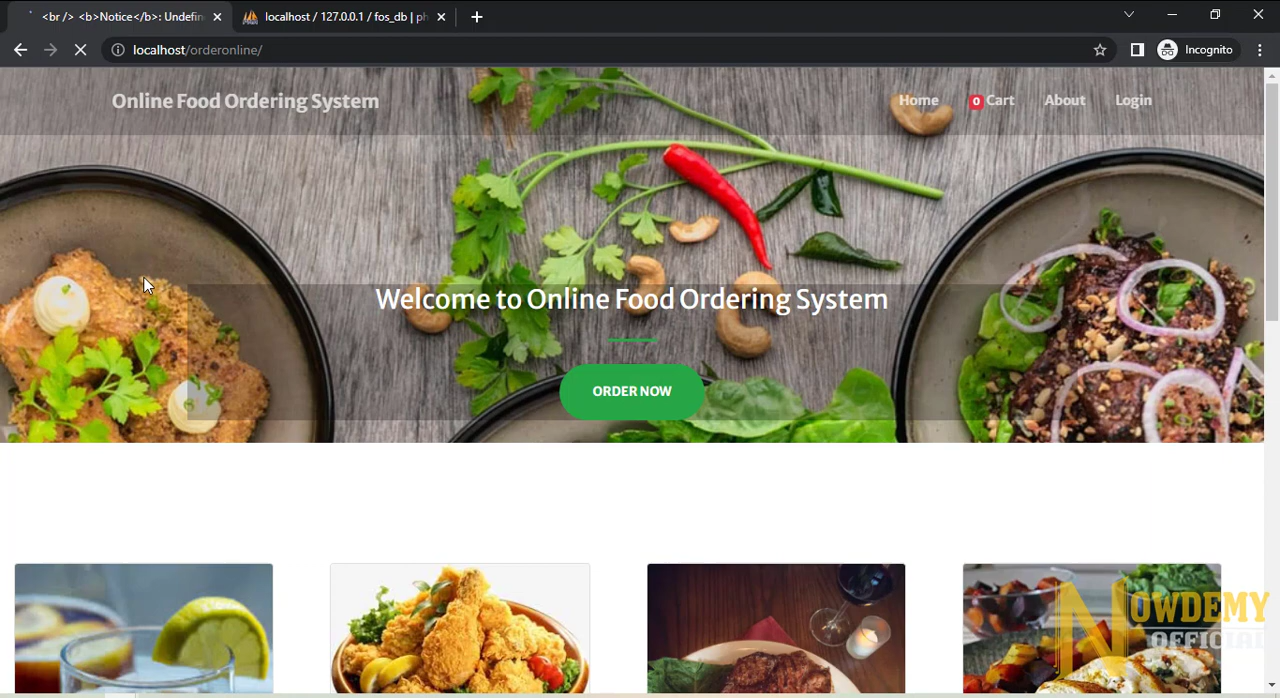 <br /> <b>Notice</b>: Undefin
localhost / 127.0.0.1 / fos_db | ph
localhost/orderonline/
Incognito
Online Food Ordering System
Home
0 Cart
About
Login
Welcome to Online Food Ordering System
ORDER NOW
NOWDEMY
OFFICIAL